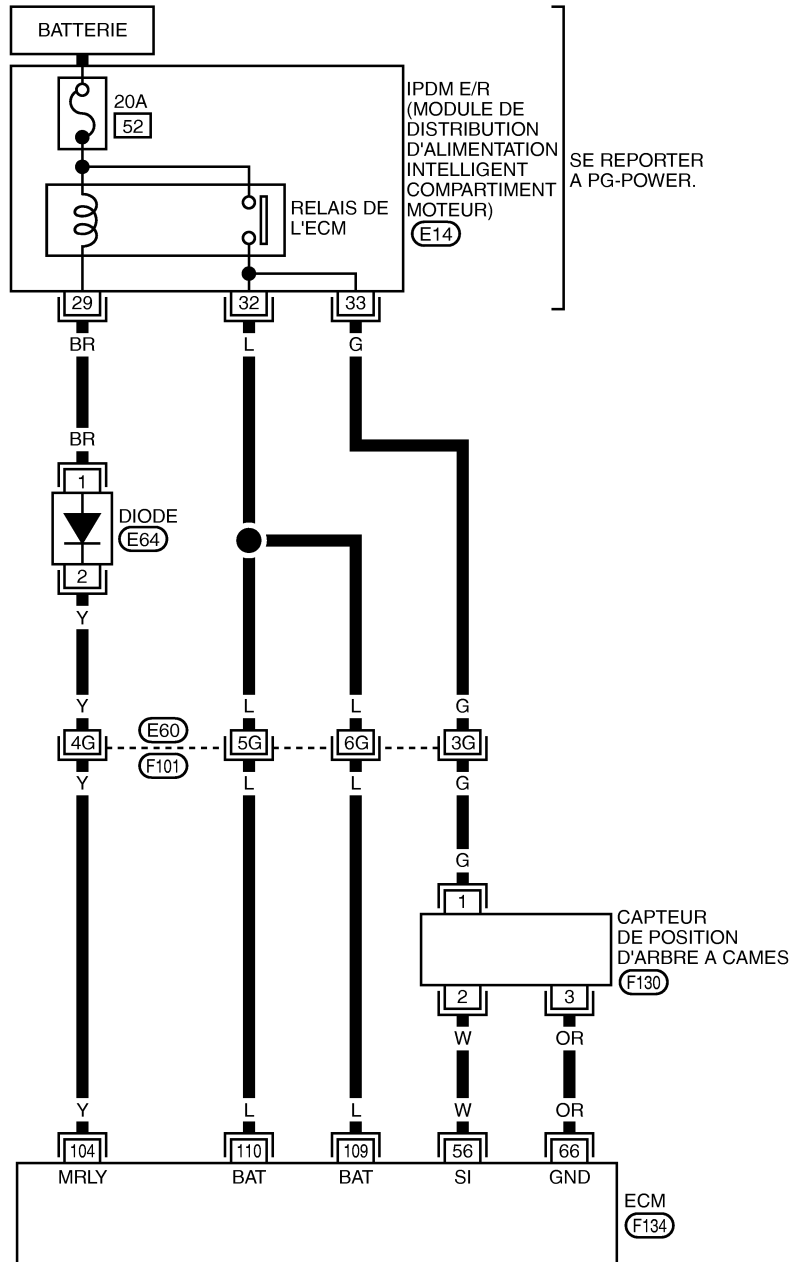 BATTERIE
20A
52
IPDM E/R
(MODULE DE
DISTRIBUTION
D'ALIMENTATION
INTELLIGENT
COMPARTIMENT
MOTEUR)
E14
SE REPORTER
A PG-POWER.
RELAIS DE
L'ECM
29 32 33
BR L G
BR
1
DIODE
E64
2
Y
Y L L G
4G E60 5G 6G 3G
F101
Y L L G
G
1
CAPTEUR
DE POSITION
D'ARBRE A CAMES
F130
2 3
W OR
Y L L W OR
104 110 109 56 66
MRLY BAT BAT SI GND
ECM
F134